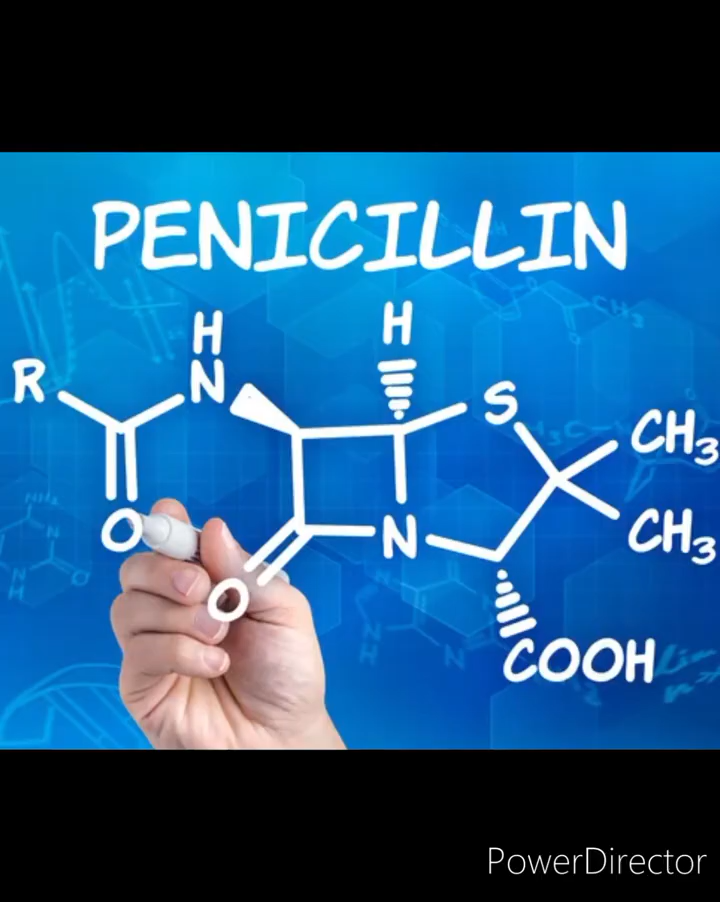 PENICILLIN
H
H
R
N
S
CH3
O
N
CH3
O
COOH
PowerDirector